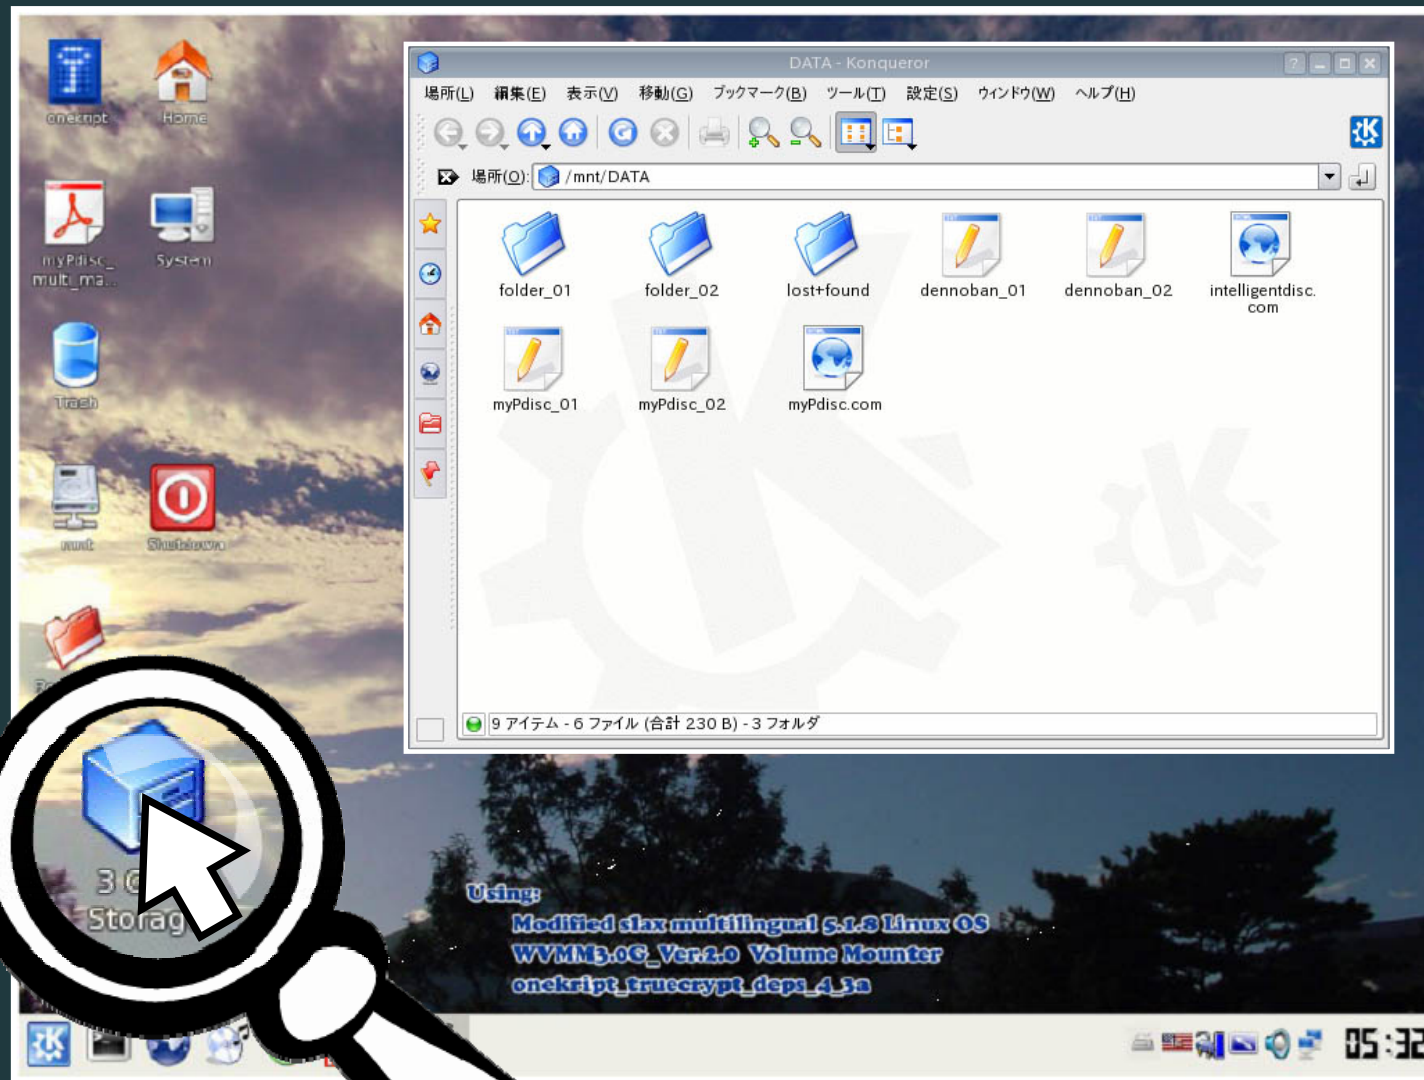 onekript
Home
myPdisc_
multi_ma...
System
Trash
mnt
Shutdown
Storag
DATA - Konqueror
場所(L) 編集(E) 表示(V) 移動(G) ブックマーク(B) ツール(T) 設定(S) ウィンドウ(W) ヘルプ(H)
場所(O): /mnt/DATA
folder_01
folder_02
lost+found
dennoban_01
dennoban_02
intelligentdisc.
com
myPdisc_01
myPdisc_02
myPdisc.com
9 アイテム - 6 ファイル (合計 230 B) - 3 フォルダ
Using:
Modified slax multilingual 5.1.8 Linux OS
WVMM3.0G_Ver.2.0 Volume Mounter
onekript_truecrypt_deps_4_3a
05:32